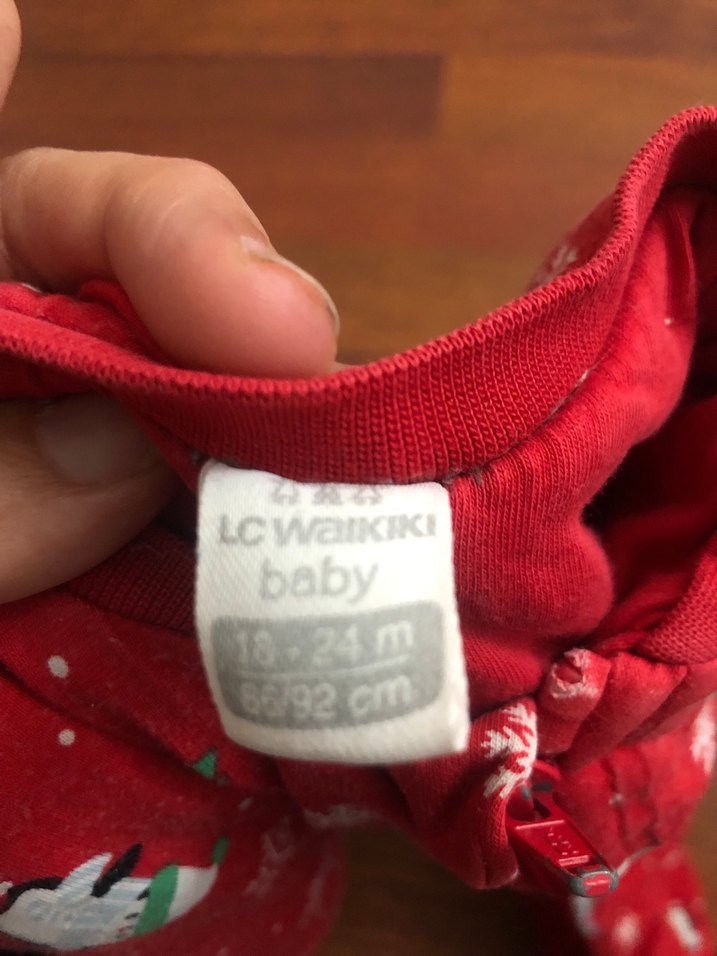 LC WAIKIKI
baby
18 - 24 m
86/92 cm